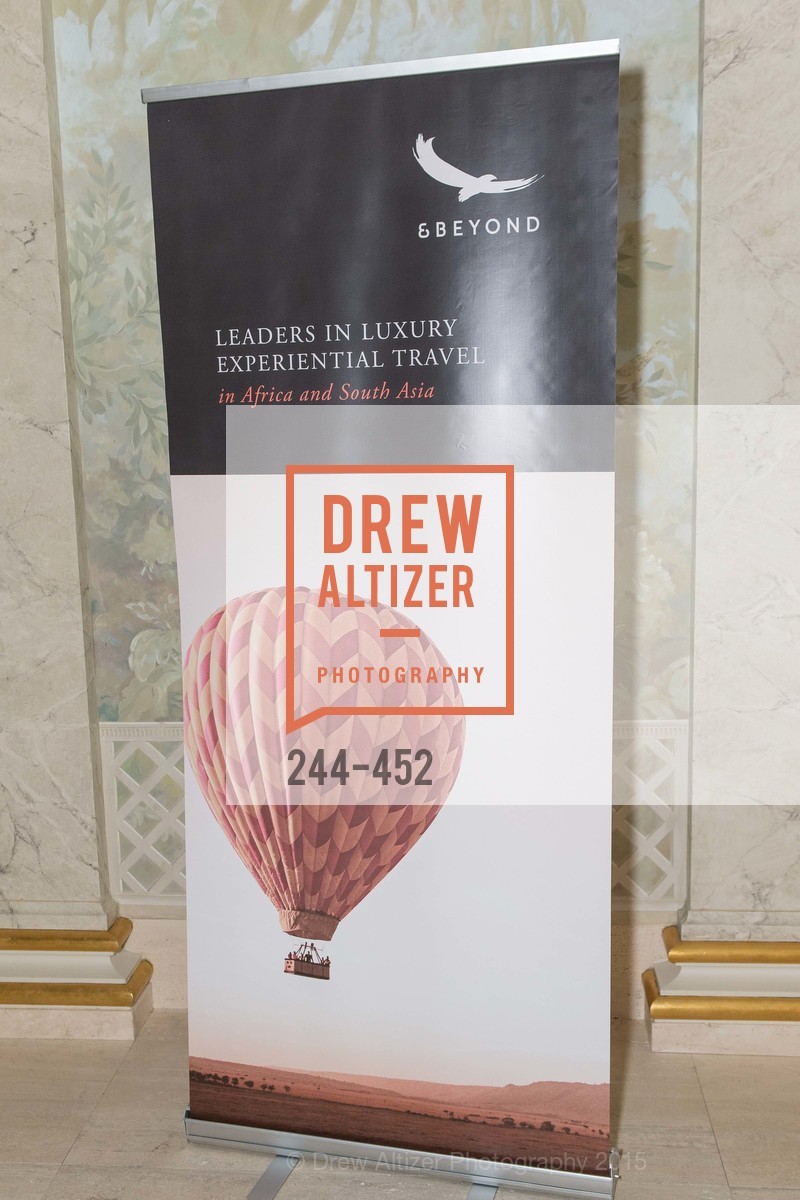 &BEYOND
LEADERS IN LUXURY
EXPERIENTIAL TRAVEL
in Africa and South Asia
DREW
ALTIZER
PHOTOGRAPHY
244-452
© Drew Altizer Photography 2015